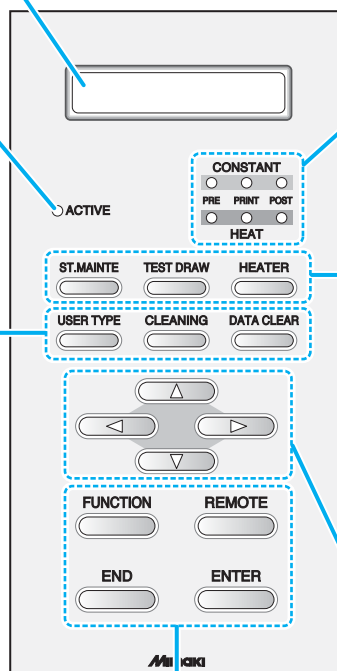 CONSTANT
PRE PRINT POST
HEAT
ACTIVE
ST.MAINTE TEST DRAW HEATER
USER TYPE CLEANING DATA CLEAR
FUNCTION REMOTE
END ENTER